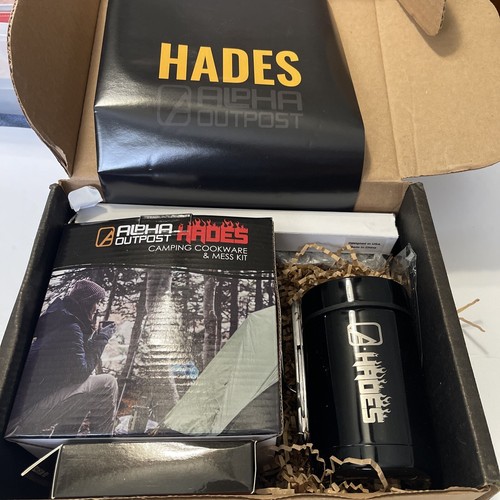 HADES
ALPHA
OUTPOST
ALPHA
OUTPOST HADES
CAMPING COOKWARE
& MESS KIT
HADES